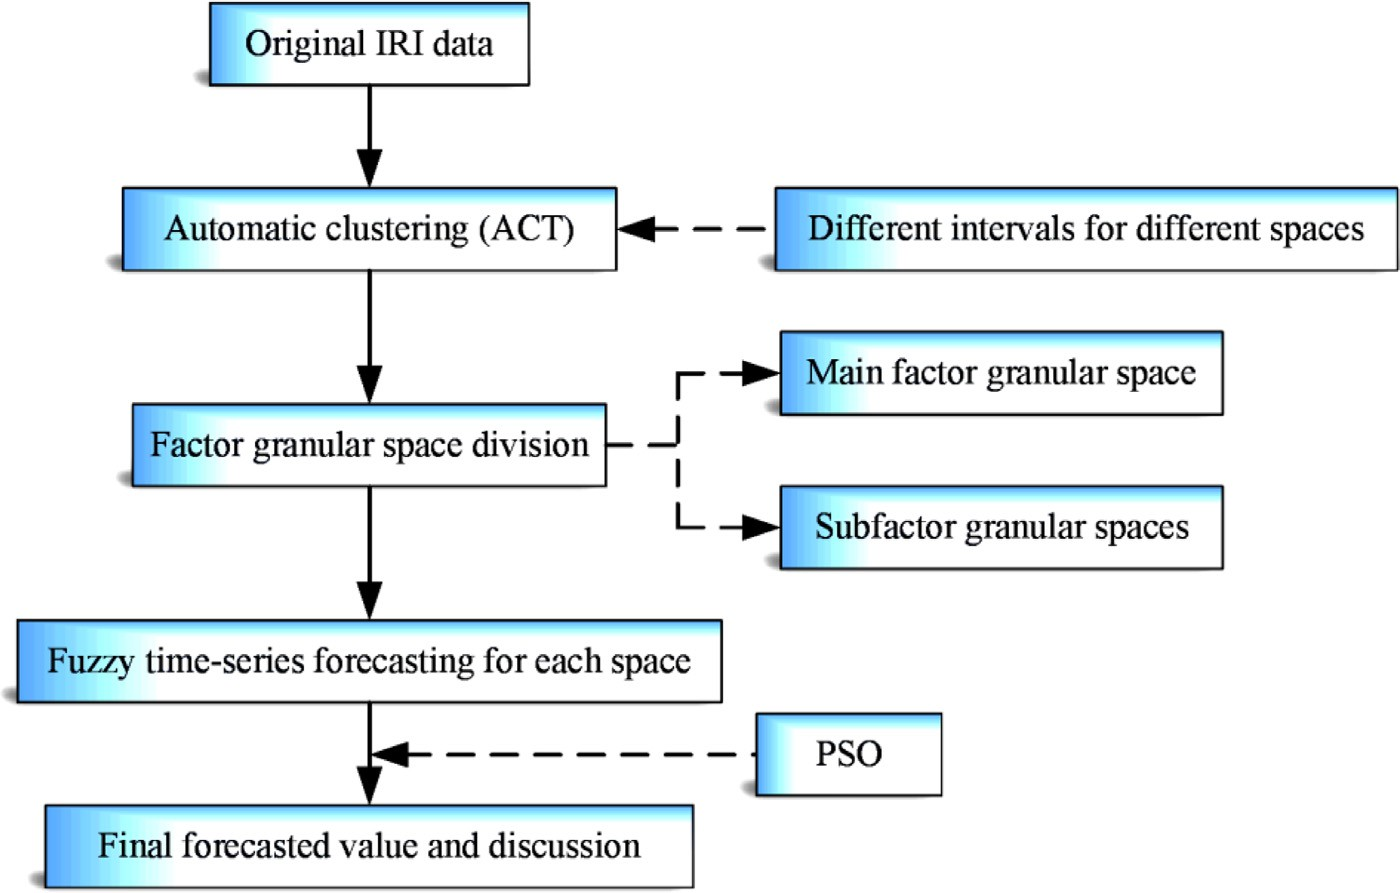 Original IRI data
Automatic clustering (ACT)
Different intervals for different spaces
Main factor granular space
Factor granular space division
Subfactor granular spaces
Fuzzy time-series forecasting for each space
PSO
Final forecasted value and discussion